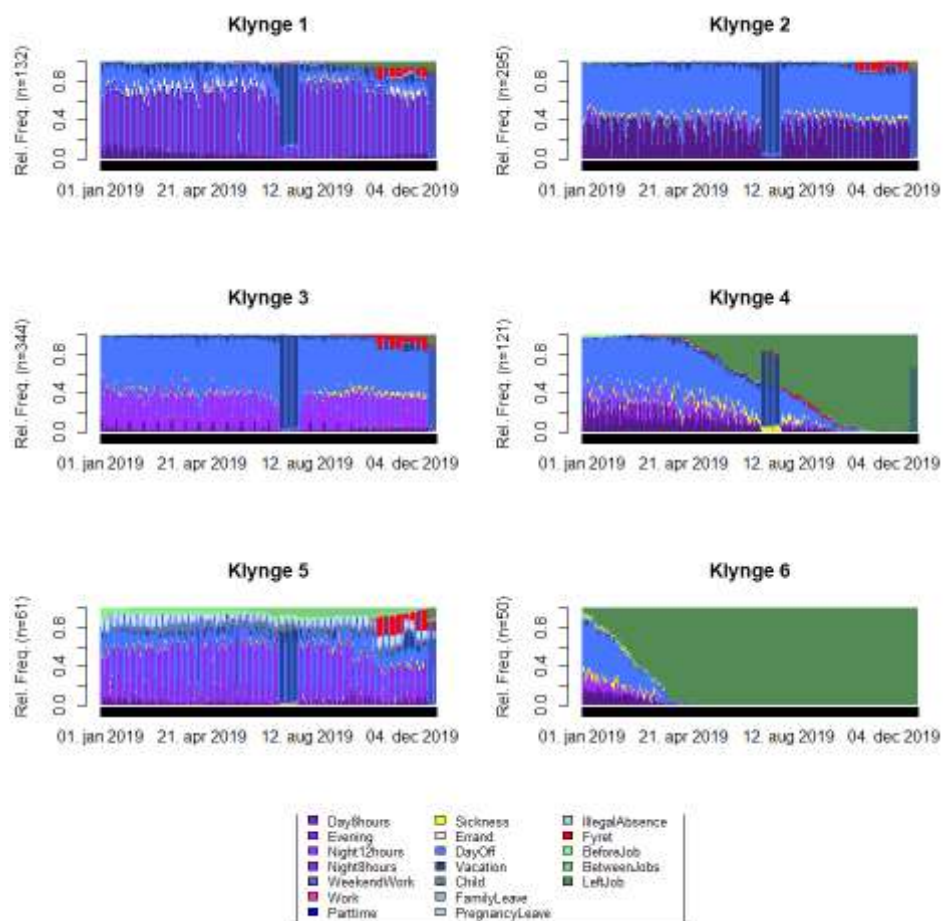 Klynge 1
Klynge 2
Rel. Freq. (n=132)
0.0 0.4 0.8
01. jan 2019 21. apr 2019 12. aug 2019 04. dec 2019
Rel. Freq. (n=295)
0.0 0.4 0.8
01. jan 2019 21. apr 2019 12. aug 2019 04. dec 2019
Klynge 3
Klynge 4
Rel. Freq. (n=344)
0.0 0.4 0.8
01. jan 2019 21. apr 2019 12. aug 2019 04. dec 2019
Rel. Freq. (n=121)
0.0 0.4 0.8
01. jan 2019 21. apr 2019 12. aug 2019 04. dec 2019
Klynge 5
Klynge 6
Rel. Freq. (n=61)
0.0 0.4 0.8
01. jan 2019 21. apr 2019 12. aug 2019 04. dec 2019
Rel. Freq. (n=50)
0.0 0.4 0.8
01. jan 2019 21. apr 2019 12. aug 2019 04. dec 2019
Day8hours
Evening
Night12hours
Night8hours
WeekendWork
Work
Parttime
Sickness
Errand
DayOff
Vacation
Child
FamilyLeave
PregnancyLeave
IllegalAbsence
Fyret
BeforeJob
BetweenJobs
LeftJob